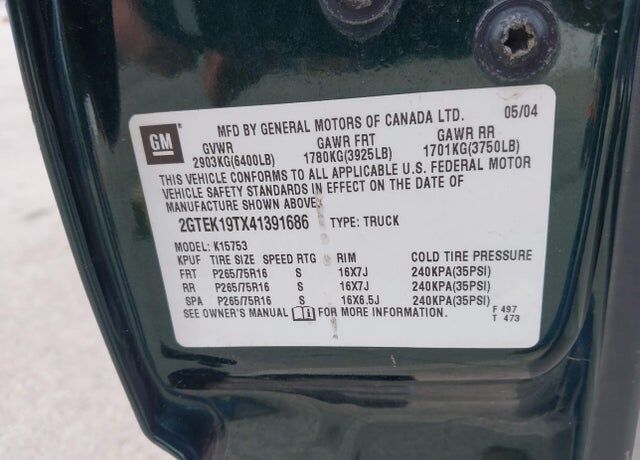 GM
MFD BY GENERAL MOTORS OF CANADA LTD. 05/04
GVWR GAWR FRT GAWR RR
2903KG(6400LB) 1780KG(3925LB) 1701KG(3750LB)
THIS VEHICLE CONFORMS TO ALL APPLICABLE U.S. FEDERAL MOTOR
VEHICLE SAFETY STANDARDS IN EFFECT ON THE DATE OF
MANUFACTURE SHOWN ABOVE.
2GTEK19TX41391686 TYPE: TRUCK
MODEL: K15753
KPUF TIRE SIZE SPEED RTG RIM COLD TIRE PRESSURE
FRT P265/75R16 S 16X7J 240KPA(35PSI)
RR P265/75R16 S 16X7J 240KPA(35PSI)
SPA P265/75R16 S 16X6.5J 240KPA(35PSI)
SEE OWNER'S MANUAL FOR MORE INFORMATION.
F 497
T 473